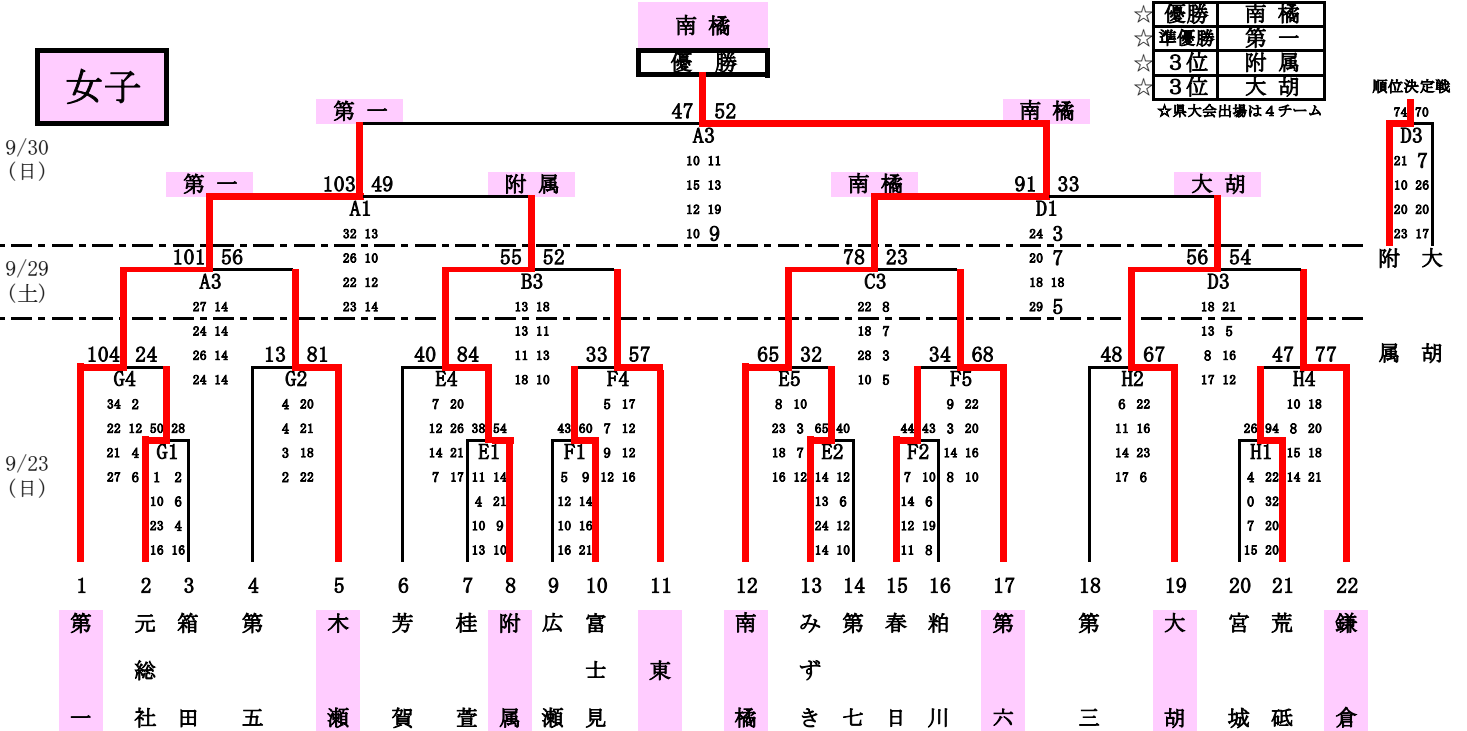 女子
南橘
優勝
☆ 優勝 南橘
☆ 準優勝 第一
☆ 3位 附属
☆ 3位 大胡
☆県大会出場は4チーム
順位決定戦
74 70
D3
21 7
10 26
20 20
23 17
附属 大胡
9/30
(日)
第一 47 52 南橘
A3
10 11
15 13
12 19
10 9
第一 103 49 附属
A1
32 13
26 10
22 12
23 14
南橘 91 33 大胡
D1
24 3
20 7
18 18
29 5
9/29
(土)
101 56
A3
27 14
24 14
26 14
24 14
55 52
B3
13 18
13 11
11 13
18 10
78 23
C3
22 8
18 7
28 3
10 5
56 54
D3
18 21
13 5
8 16
17 12
9/23
(日)
104 24
G4
34 2
22 12
21 4
27 6
50 28
G1
1 2
10 6
23 4
16 16
13 81
G2
4 20
4 21
3 18
2 22
40 84
E4
7 20
12 26
14 21
7 17
38 54
E1
11 14
4 21
10 9
13 10
33 57
F4
5 17
7 12
9 12
12 16
43 60
F1
5 9
12 14
10 16
16 21
65 32
E5
8 10
23 3
18 7
16 12
65 40
E2
14 12
13 6
24 12
14 10
34 68
F5
9 22
3 20
14 16
8 10
44 43
F2
7 10
14 6
12 19
11 8
48 67
H2
6 22
11 16
14 23
17 6
47 77
H4
10 18
8 20
15 18
14 21
26 94
H1
4 22
0 32
7 20
15 20
1 第一
2 元総社
3 箱田
4 第五
5 木瀬
6 芳賀
7 桂萱
8 附属
9 広瀬
10 富士見
11 東
12 南橘
13 みずき
14 第七
15 春日
16 粕川
17 第六
18 第三
19 大胡
20 宮城
21 荒砥
22 鎌倉